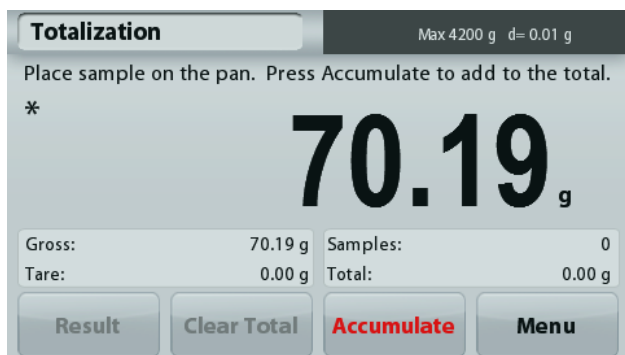 Totalization
Max 4200 g d= 0.01 g
Place sample on the pan. Press Accumulate to add to the total.
*
70.19 g
Gross: 70.19 g Samples: 0
Tare: 0.00 g Total: 0.00 g
Result Clear Total Accumulate Menu